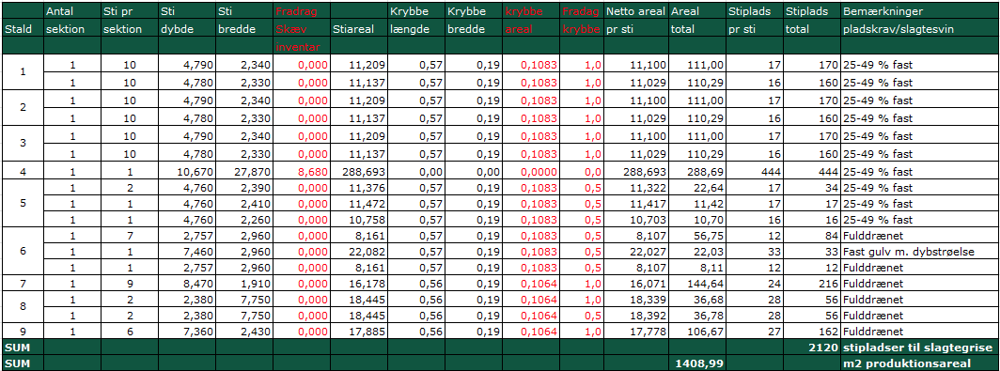 Antal Sti pr Sti Sti Fradrag Krybbe Krybbe krybbe Fradag Netto areal Areal Stiplads Stiplads Bemærkninger
Stald sektion sektion dybde bredde Skæv Stiareal længde bredde areal krybbe pr sti total pr sti total pladskrav/slagtesvin
inventar
1 1 10 4,790 2,340 0,000 11,209 0,57 0,19 0,1083 1,0 11,100 111,00 17 170 25-49 % fast
1 10 4,780 2,330 0,000 11,137 0,57 0,19 0,1083 1,0 11,029 110,29 16 160 25-49 % fast
2 1 10 4,790 2,340 0,000 11,209 0,57 0,19 0,1083 1,0 11,100 111,00 17 170 25-49 % fast
1 10 4,780 2,330 0,000 11,137 0,57 0,19 0,1083 1,0 11,029 110,29 16 160 25-49 % fast
3 1 10 4,790 2,340 0,000 11,209 0,57 0,19 0,1083 1,0 11,100 111,00 17 170 25-49 % fast
1 10 4,780 2,330 0,000 11,137 0,57 0,19 0,1083 1,0 11,029 110,29 16 160 25-49 % fast
4 1 1 10,670 27,870 8,680 288,693 0,00 0,00 0,0000 0,0 288,693 288,69 444 444 25-49 % fast
5 1 2 4,760 2,390 0,000 11,376 0,57 0,19 0,1083 0,5 11,322 22,64 17 34 25-49 % fast
1 1 4,760 2,410 0,000 11,472 0,57 0,19 0,1083 0,5 11,417 11,42 17 17 25-49 % fast
1 1 4,760 2,260 0,000 10,758 0,57 0,19 0,1083 0,5 10,703 10,70 16 16 25-49 % fast
6 1 7 2,757 2,960 0,000 8,161 0,57 0,19 0,1083 0,5 8,107 56,75 12 84 Fulddrænet
1 1 7,460 2,960 0,000 22,082 0,57 0,19 0,1083 0,5 22,027 22,03 33 33 Fast gulv m. dybstrøelse
1 1 2,757 2,960 0,000 8,161 0,57 0,19 0,1083 0,5 8,107 8,11 12 12 Fulddrænet
7 1 9 8,470 1,910 0,000 16,178 0,56 0,19 0,1064 1,0 16,071 144,64 24 216 Fulddrænet
8 1 2 2,380 7,750 0,000 18,445 0,56 0,19 0,1064 1,0 18,339 36,68 28 56 Fulddrænet
1 2 2,380 7,750 0,000 18,445 0,56 0,19 0,1064 0,5 18,392 36,78 28 56 Fulddrænet
9 1 6 7,360 2,430 0,000 17,885 0,56 0,19 0,1064 1,0 17,778 106,67 27 162 Fulddrænet
SUM 2120 stipladser til slagtegrise
SUM 1408,99 m2 produktionsareal